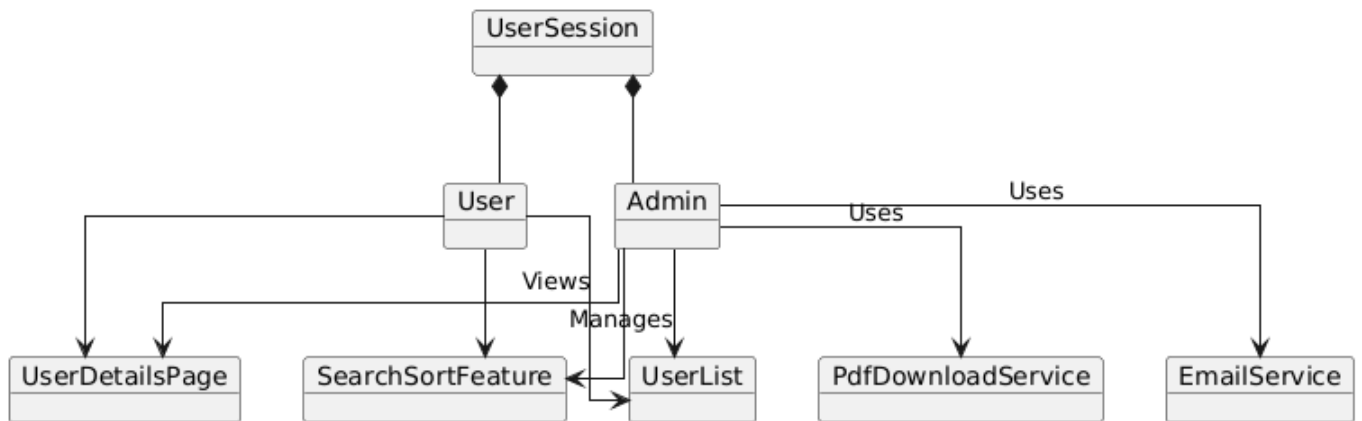 UserSession
User
Admin
Uses
Uses
Views
Manages
UserDetailsPage
SearchSortFeature
UserList
PdfDownloadService
EmailService